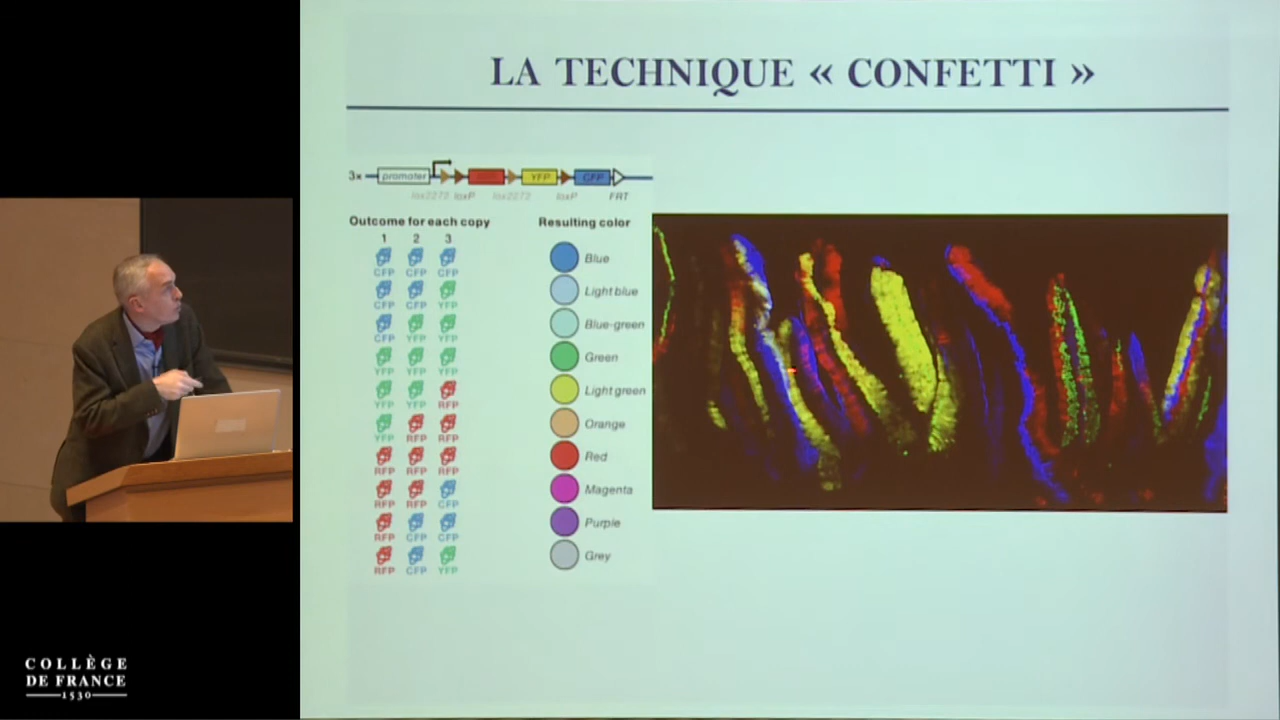 LA TECHNIQUE « CONFETTI »
3x promoter YFP CFP
lox2272 loxP lox2272 loxP FRT
Outcome for each copy Resulting color
1 2 3
CFP CFP CFP Blue
CFP CFP YFP Light blue
CFP YFP YFP Blue-green
YFP YFP YFP Green
YFP YFP RFP Light green
YFP RFP RFP Orange
RFP RFP RFP Red
RFP RFP CFP Magenta
RFP CFP CFP Purple
RFP CFP YFP Grey
COLLÈGE
DE FRANCE
1530